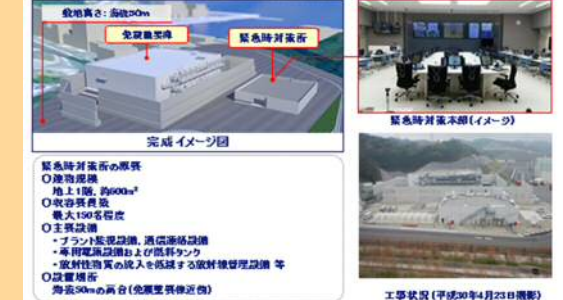 敷地高さ：海抜50m
免震重要棟
緊急時対策所
完成イメージ図
緊急時対策本部（イメージ）
緊急時対策所の概要
○建物規模
地上1階、約600m²
○収容要員数
最大150名程度
○主要設備
・プラント監視設備、通信連絡設備
・専用電源設備および燃料タンク
・放射性物質の流入を低減する放射線管理設備 等
○設置場所
海抜50mの高台（免震重要棟近傍）
工事状況（平成30年4月23日撮影）